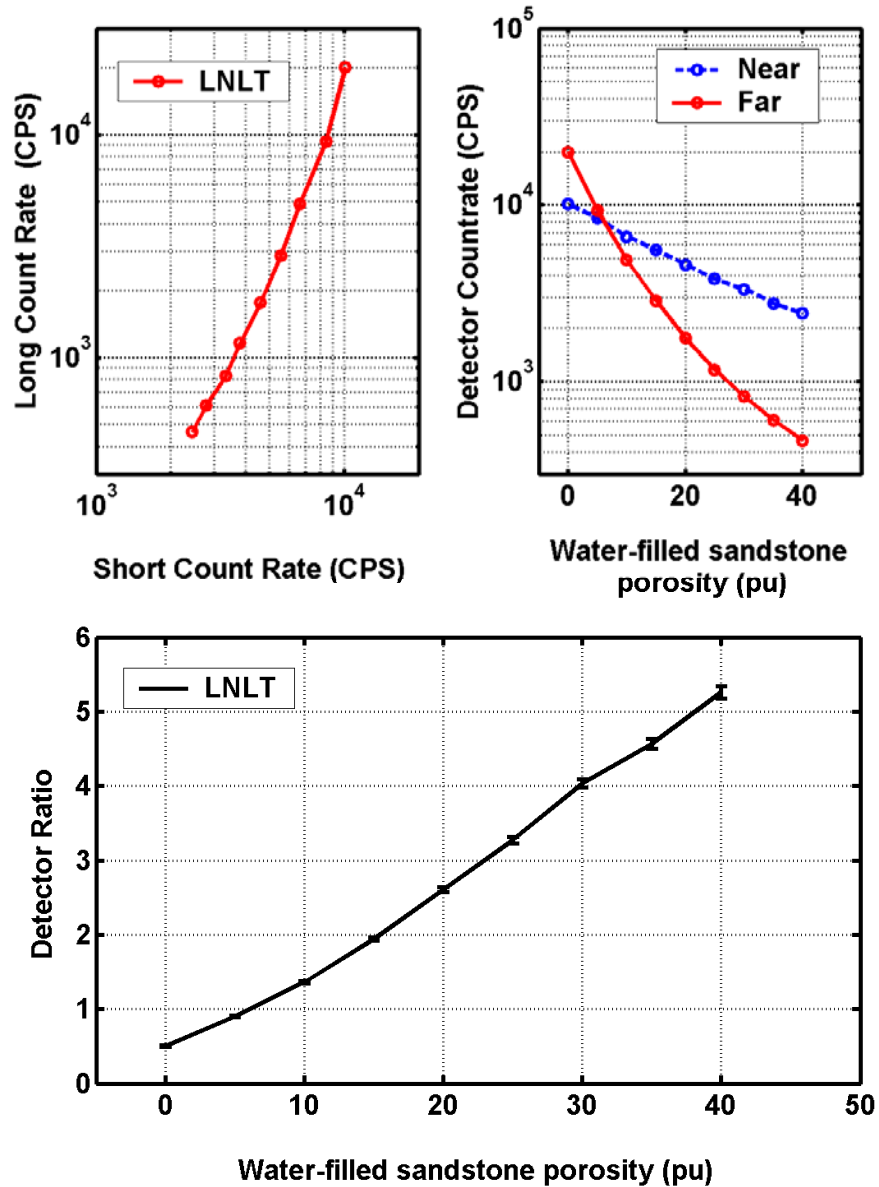 LNLT
Long Count Rate (CPS)
10^4
10^3
10^3
10^4
Short Count Rate (CPS)
Near
Far
Detector Countrate (CPS)
10^5
10^4
10^3
0 20 40
Water-filled sandstone
porosity (pu)
LNLT
Detector Ratio
6
5
4
3
2
1
0
0 10 20 30 40 50
Water-filled sandstone porosity (pu)